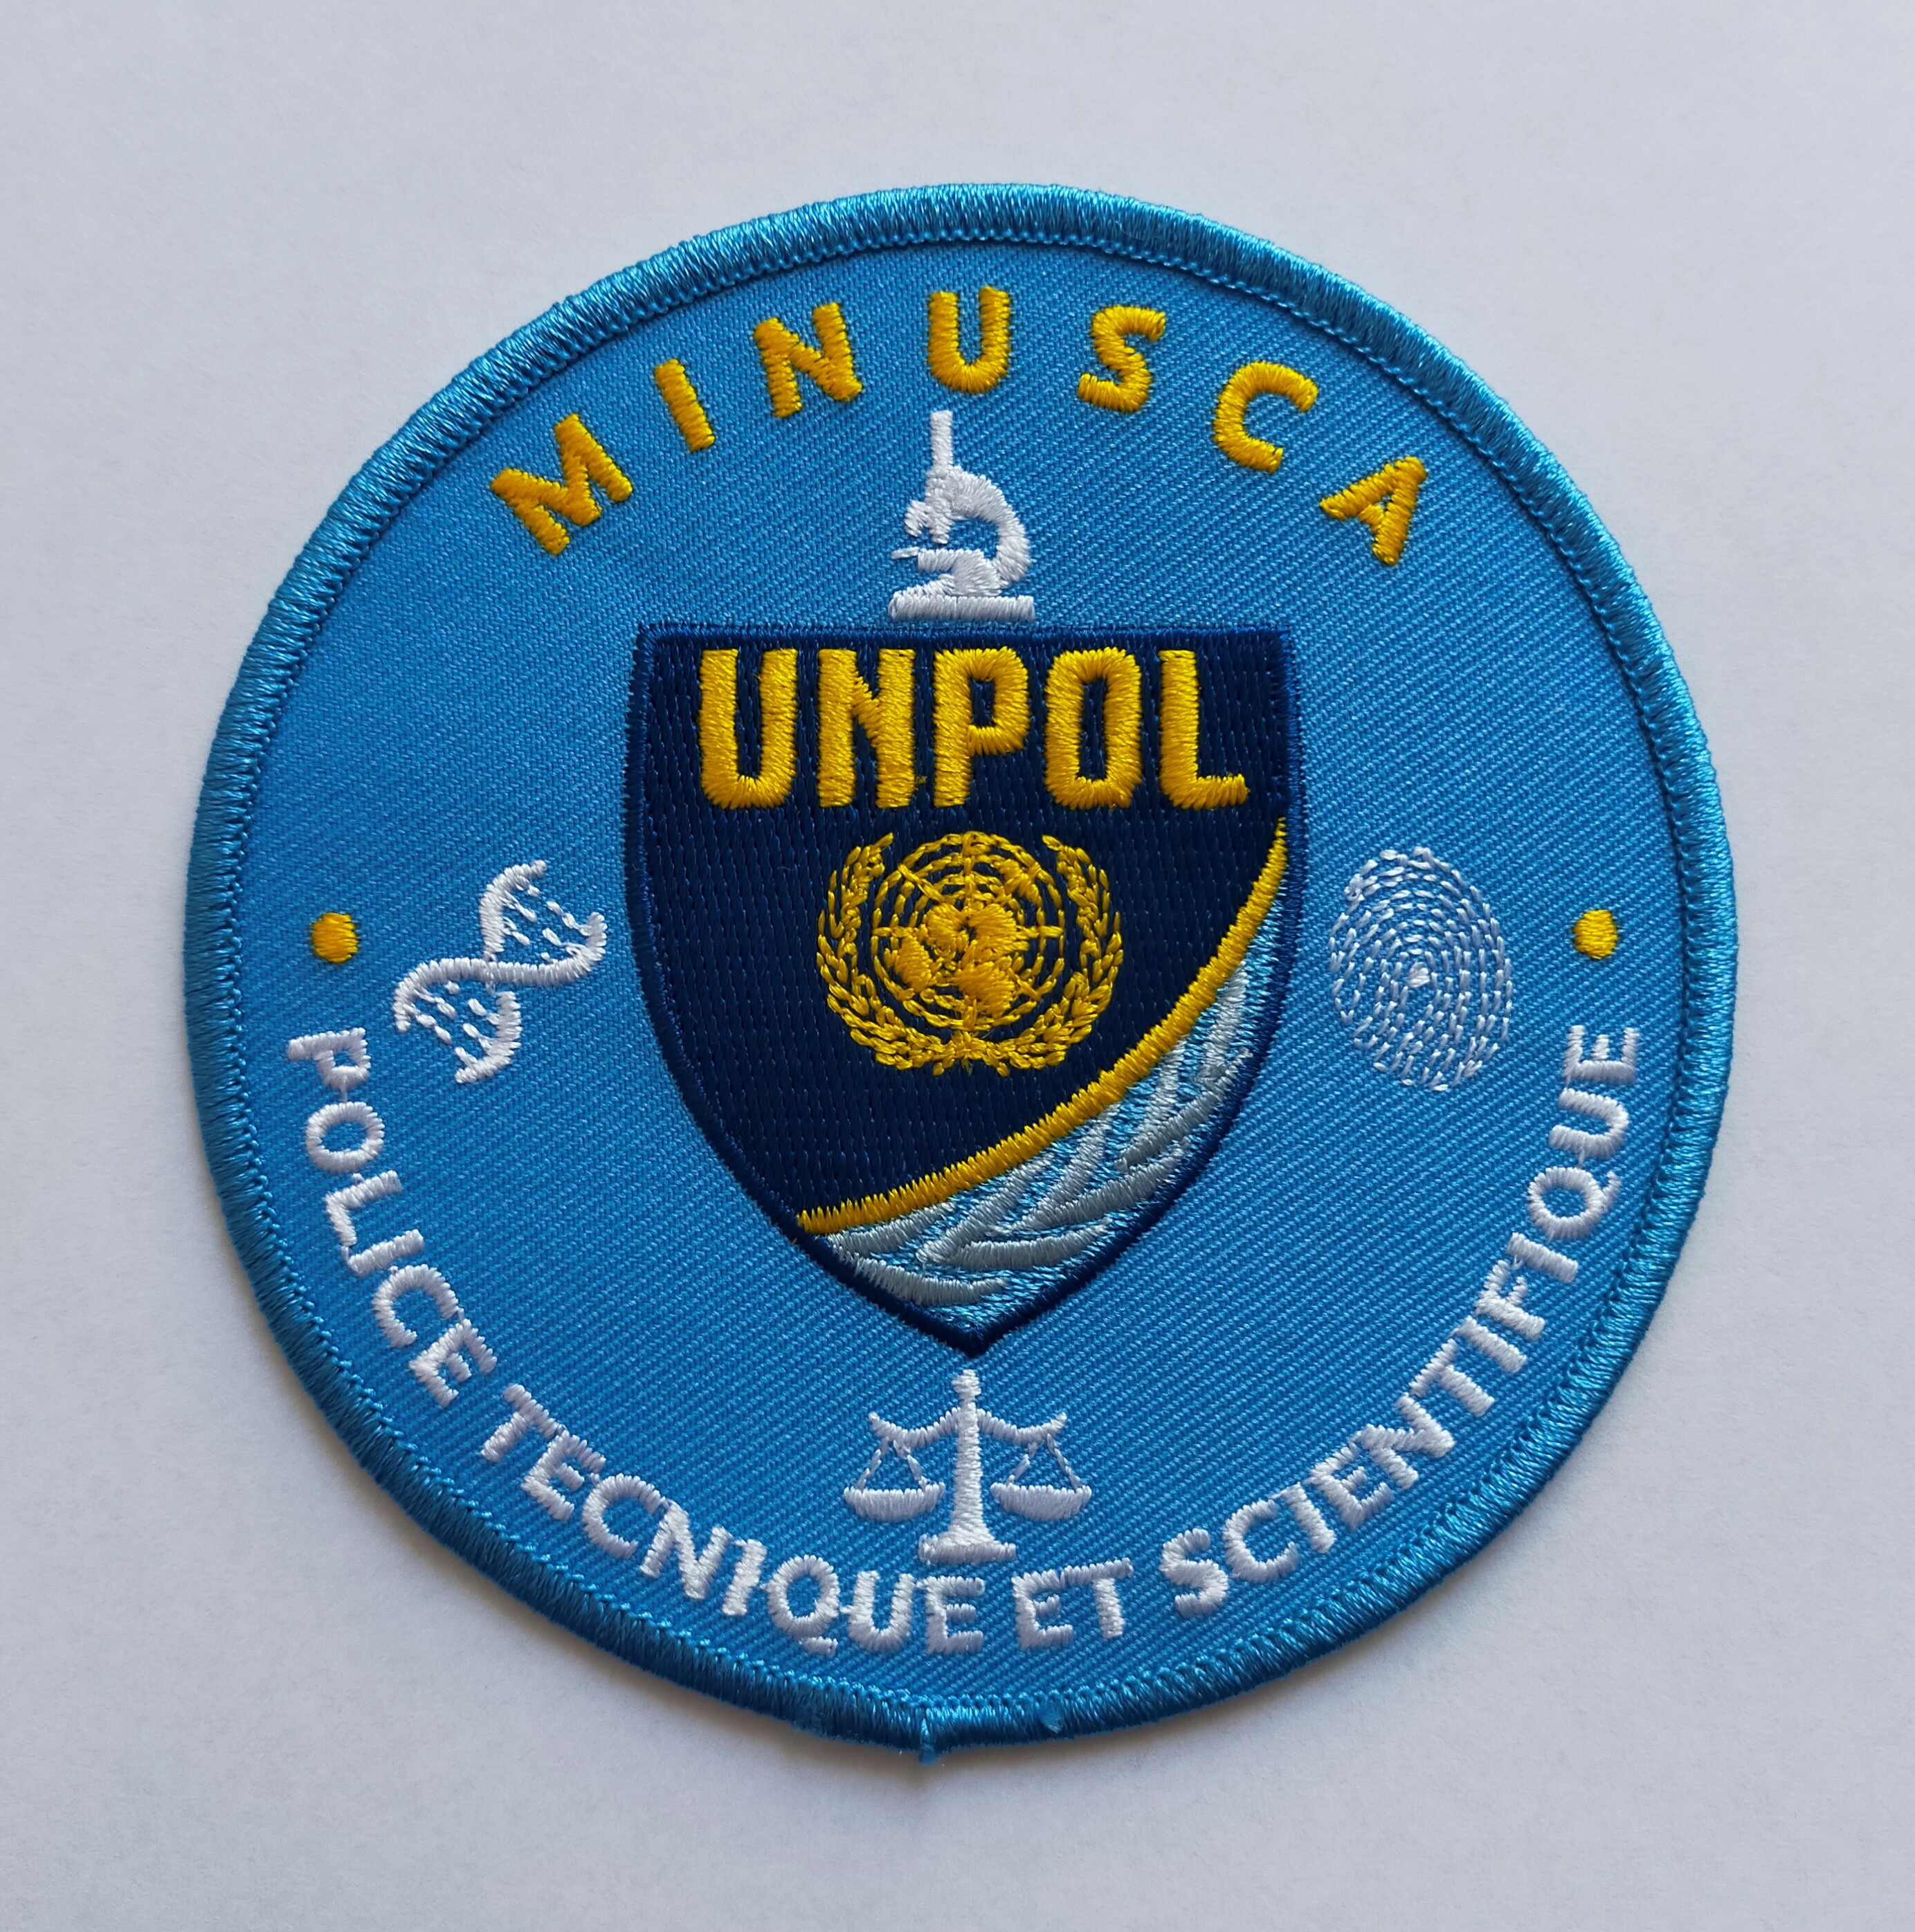 MINUSCA
UNPOL
POLICE TECNIQUE ET SCIENTIFIQUE